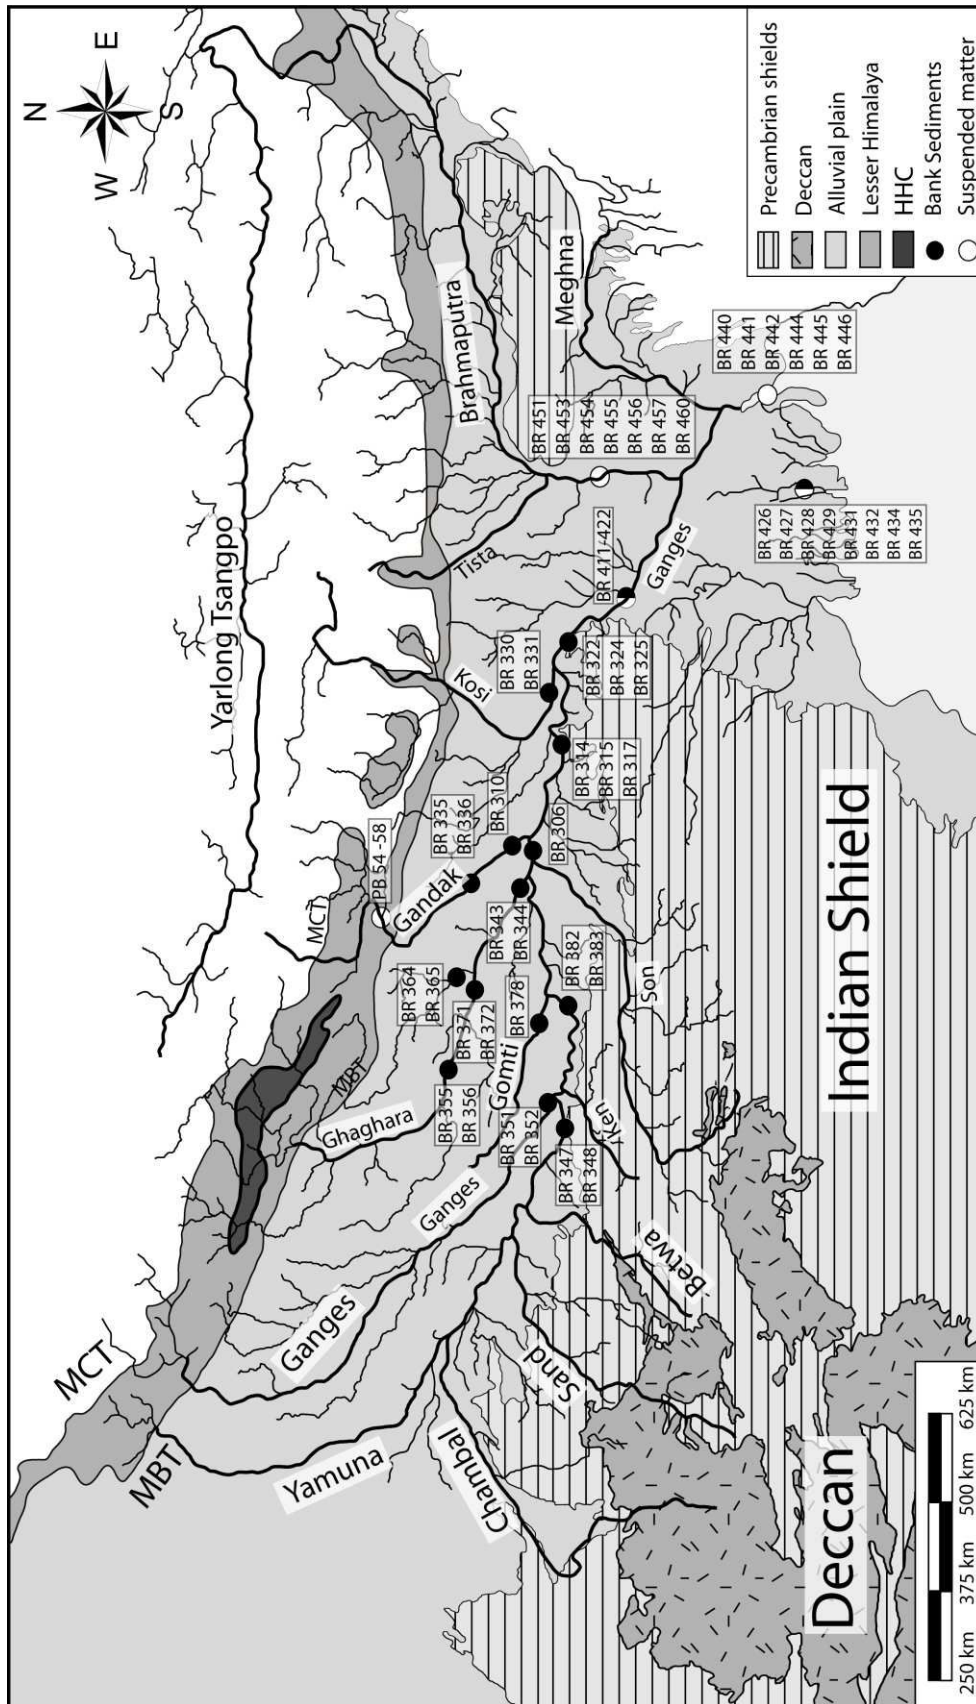 N
E
S
W
MCT
MBT
MCT
MBT
Yarlong Tsangpo
Brahmaputra
Meghna
Tista
Kosi
Gandak
Ghaghara
Gomti
Ganges
Ganges
Ganges
Yamuna
Chambal
Sand
Betwa
Ken
Son
Deccan
Indian Shield
PB 54 -58
BR 335
BR 336
BR 310
BR 306
BR 330
BR 331
BR 322
BR 324
BR 325
BR 314
BR 315
BR 317
BR 343
BR 344
BR 364
BR 365
BR 371
BR 372
BR 378
BR 382
BR 383
BR 355
BR 356
BR 351
BR 352
BR 347
BR 348
BR 411-422
BR 451
BR 453
BR 454
BR 455
BR 456
BR 457
BR 460
BR 440
BR 441
BR 442
BR 444
BR 445
BR 446
BR 426
BR 427
BR 428
BR 429
BR 431
BR 432
BR 434
BR 435
Precambrian shields
Deccan
Alluvial plain
Lesser Himalaya
HHC
Bank Sediments
Suspended matter
250 km 375 km 500 km 625 km